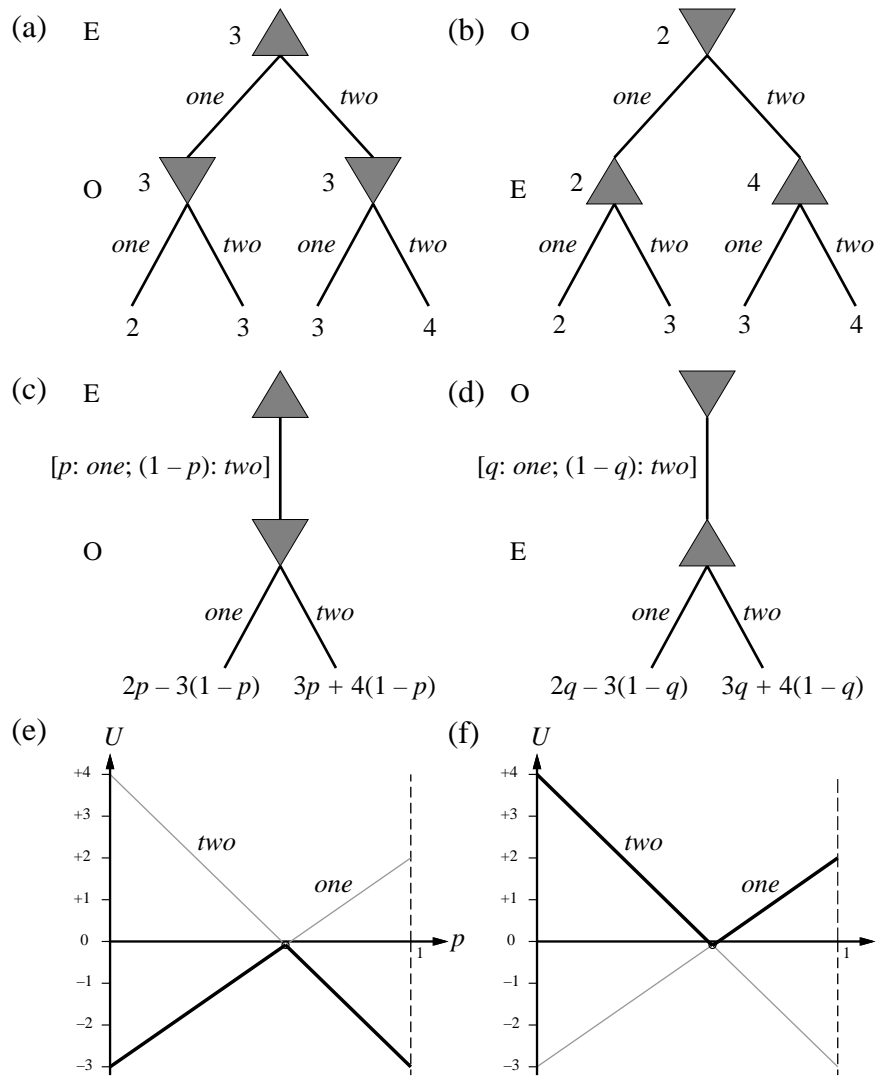 (a) E 3
one two
O 3 3
one two one two
2 3 3 4
(b) O 2
one two
E 2 4
one two one two
2 3 3 4
(c) E
[p: one; (1 – p): two]
O
one two
2p – 3(1 – p) 3p + 4(1 – p)
(d) O
[q: one; (1 – q): two]
E
one two
2q – 3(1 – q) 3q + 4(1 – q)
(e) U
+4
+3
two
+2
one
+1
0 p
1
–1
–2
–3
(f) U
+4
+3
two
+2
one
+1
0
1
–1
–2
–3